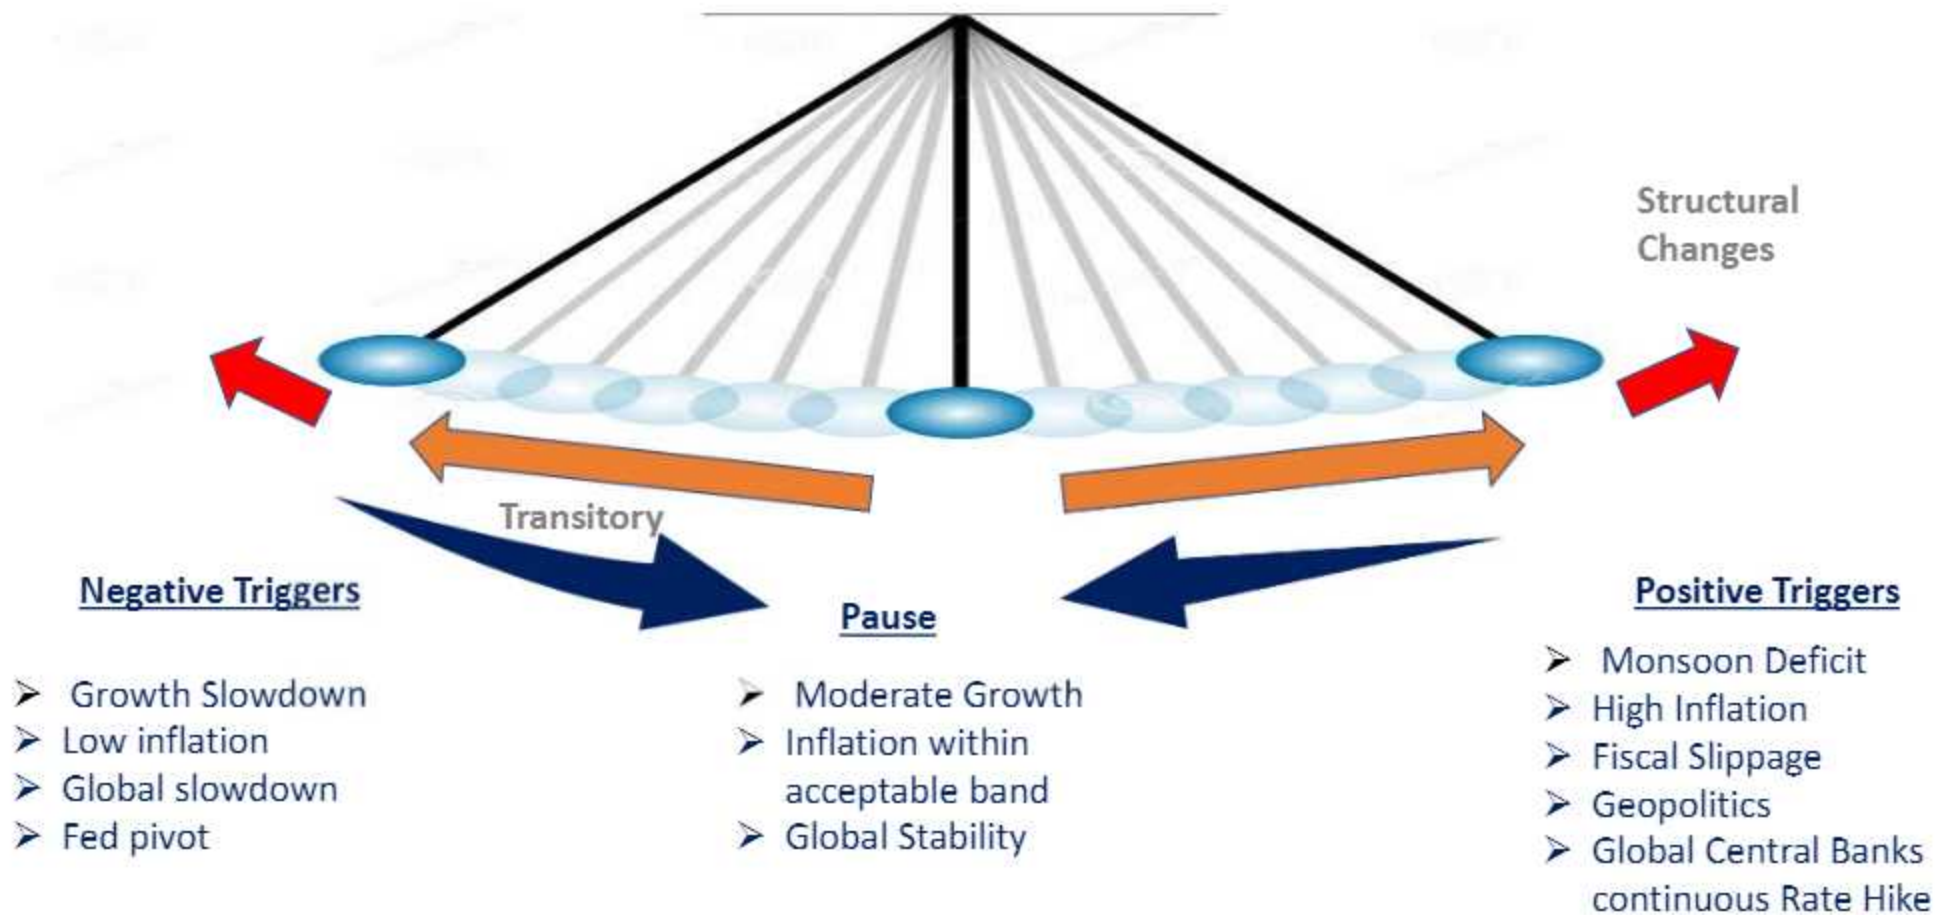 Structural
Changes
Transitory
Negative Triggers
➢ Growth Slowdown
➢ Low inflation
➢ Global slowdown
➢ Fed pivot
Pause
➢ Moderate Growth
➢ Inflation within
acceptable band
➢ Global Stability
Positive Triggers
➢ Monsoon Deficit
➢ High Inflation
➢ Fiscal Slippage
➢ Geopolitics
➢ Global Central Banks
continuous Rate Hike